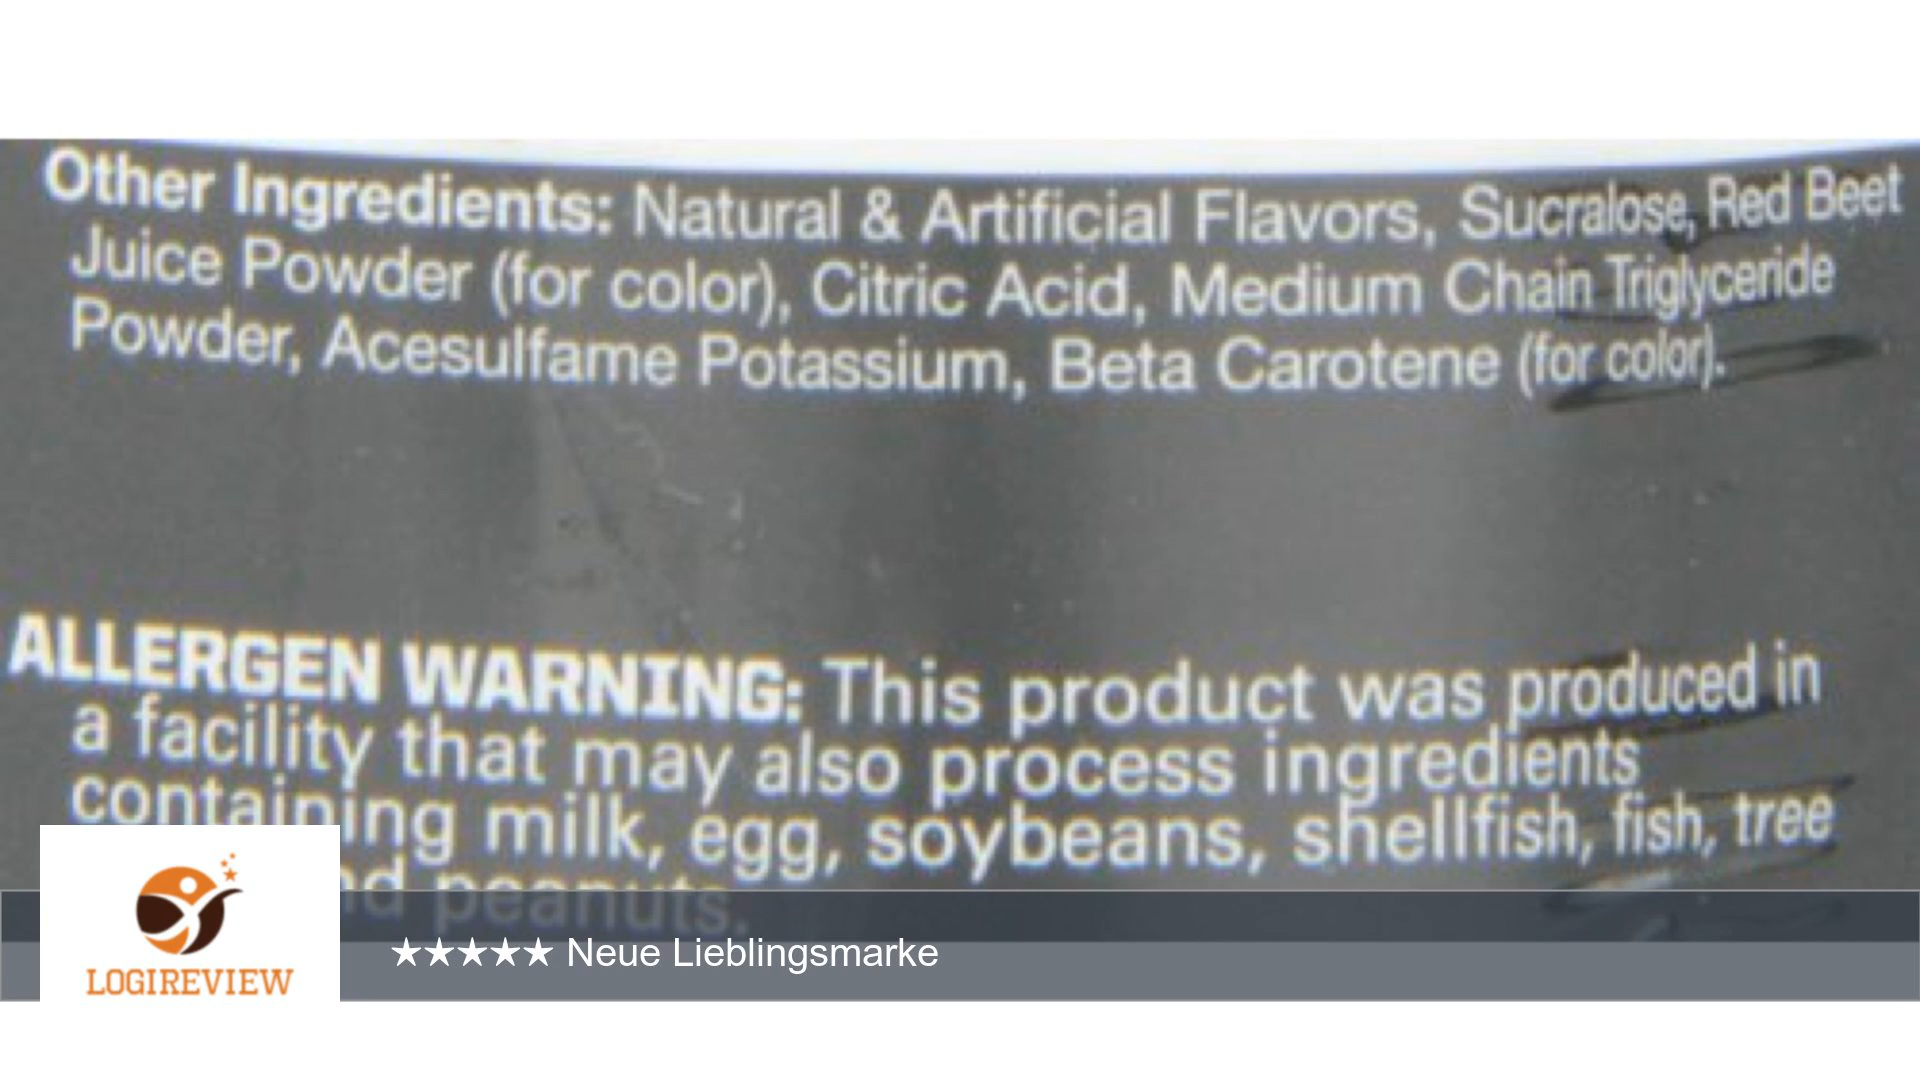 Other Ingredients: Natural & Artificial Flavors, Sucralose, Red Beet
Juice Powder (for color), Citric Acid, Medium Chain Triglyceride
Powder, Acesulfame Potassium, Beta Carotene (for color).
ALLERGEN WARNING: This product was produced in
a facility that may also process ingredients
containing milk, egg, soybeans, shellfish, fish, tree
peanuts.
★★★★★ Neue Lieblingsmarke
LOGIREVIEW